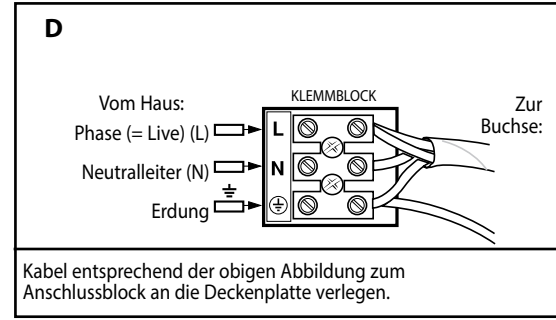 D
KLEMMBLOCK
Vom Haus:
Phase (= Live) (L)
Neutralleiter (N)
Erdung
L
N
Zur
Buchse:
Kabel entsprechend der obigen Abbildung zum
Anschlussblock an die Deckenplatte verlegen.